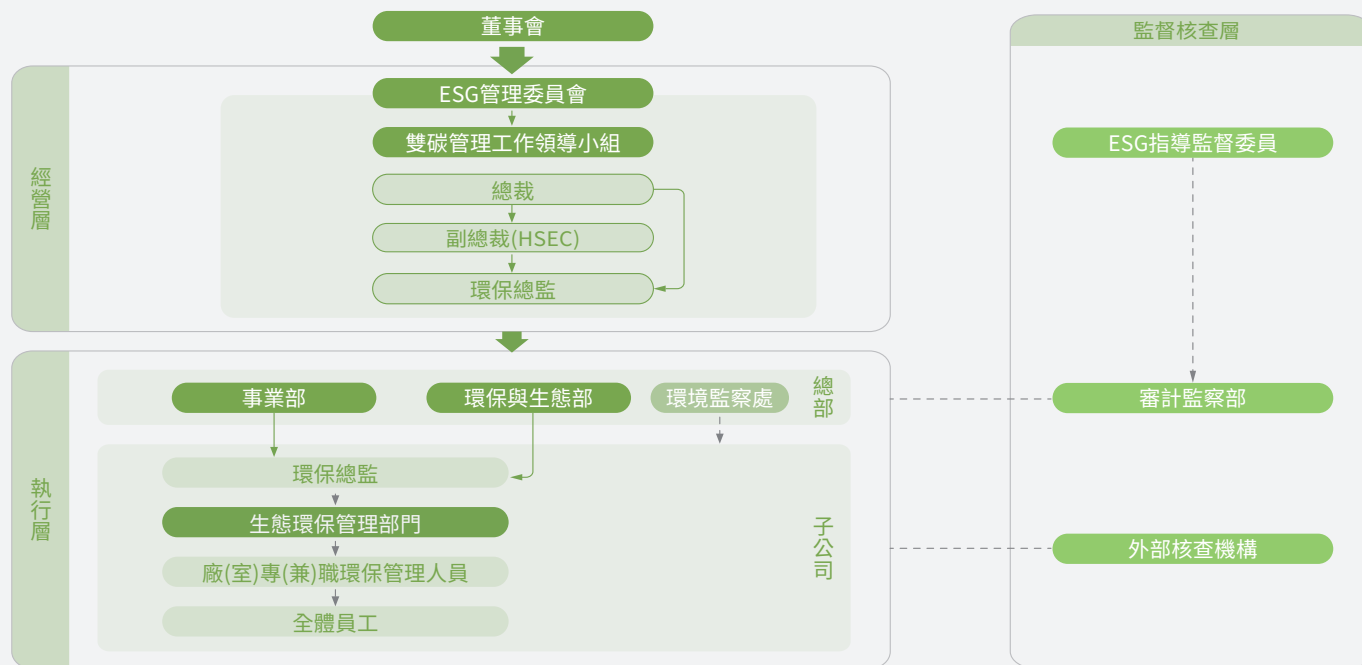 董事會
監督核查層
經營層
ESG管理委員會
雙碳管理工作領導小組
ESG指導監督委員
總裁
副總裁(HSEC)
環保總監
執行層
事業部
環保與生態部
環境監察處
總部
審計監察部
環保總監
生態環保管理部門
子公司
外部核查機構
廠(室)專(兼)職環保管理人員
全體員工